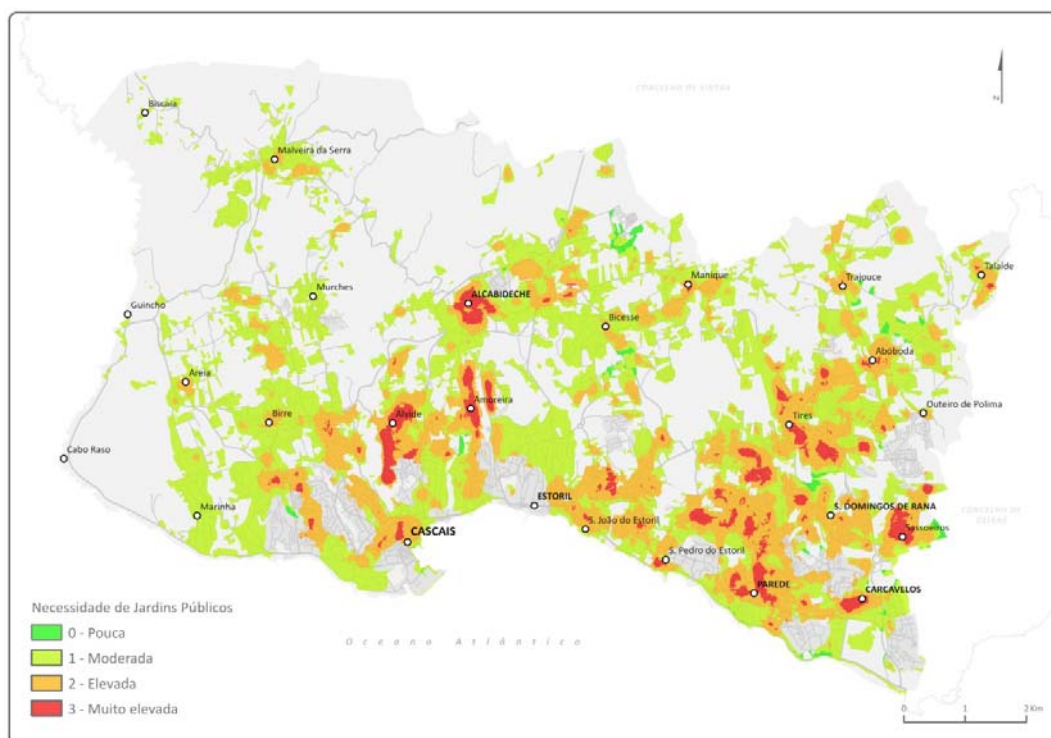 CONCELHO DE SINTRA
N
Biscaia
Malveira da Serra
Talaíde
Manique
Trajouce
Murches
ALCABIDECHE
Guincho
Bicesse
Abóboda
Areia
Amoreira
Outeiro de Polima
Birre
Alvide
Tires
Cabo Raso
ESTORIL
Marinha
S. DOMINGOS DE RANA
CONCELHO DE
OEIRAS
S. João do Estoril
Sassoeiros
CASCAIS
S. Pedro do Estoril
PAREDE
CARCAVELOS
Oceano Atlântico
Necessidade de Jardins Públicos
0 - Pouca
1 - Moderada
2 - Elevada
3 - Muito elevada
0 1 2 Km